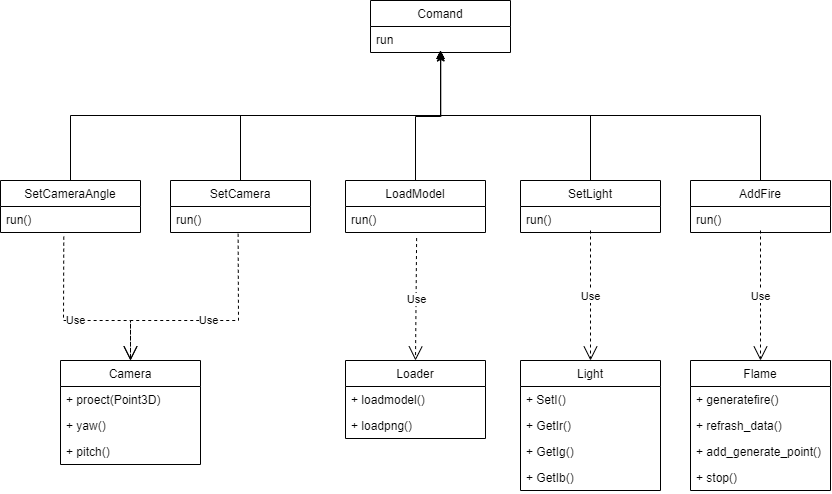 Comand
run
SetCameraAngle
run()
SetCamera
run()
LoadModel
run()
SetLight
run()
AddFire
run()
Use
Use
Use
Use
Use
Camera
+ proect(Point3D)
+ yaw()
+ pitch()
Loader
+ loadmodel()
+ loadpng()
Light
+ SetI()
+ GetIr()
+ GetIg()
+ GetIb()
Flame
+ generatefire()
+ refrash_data()
+ add_generate_point()
+ stop()